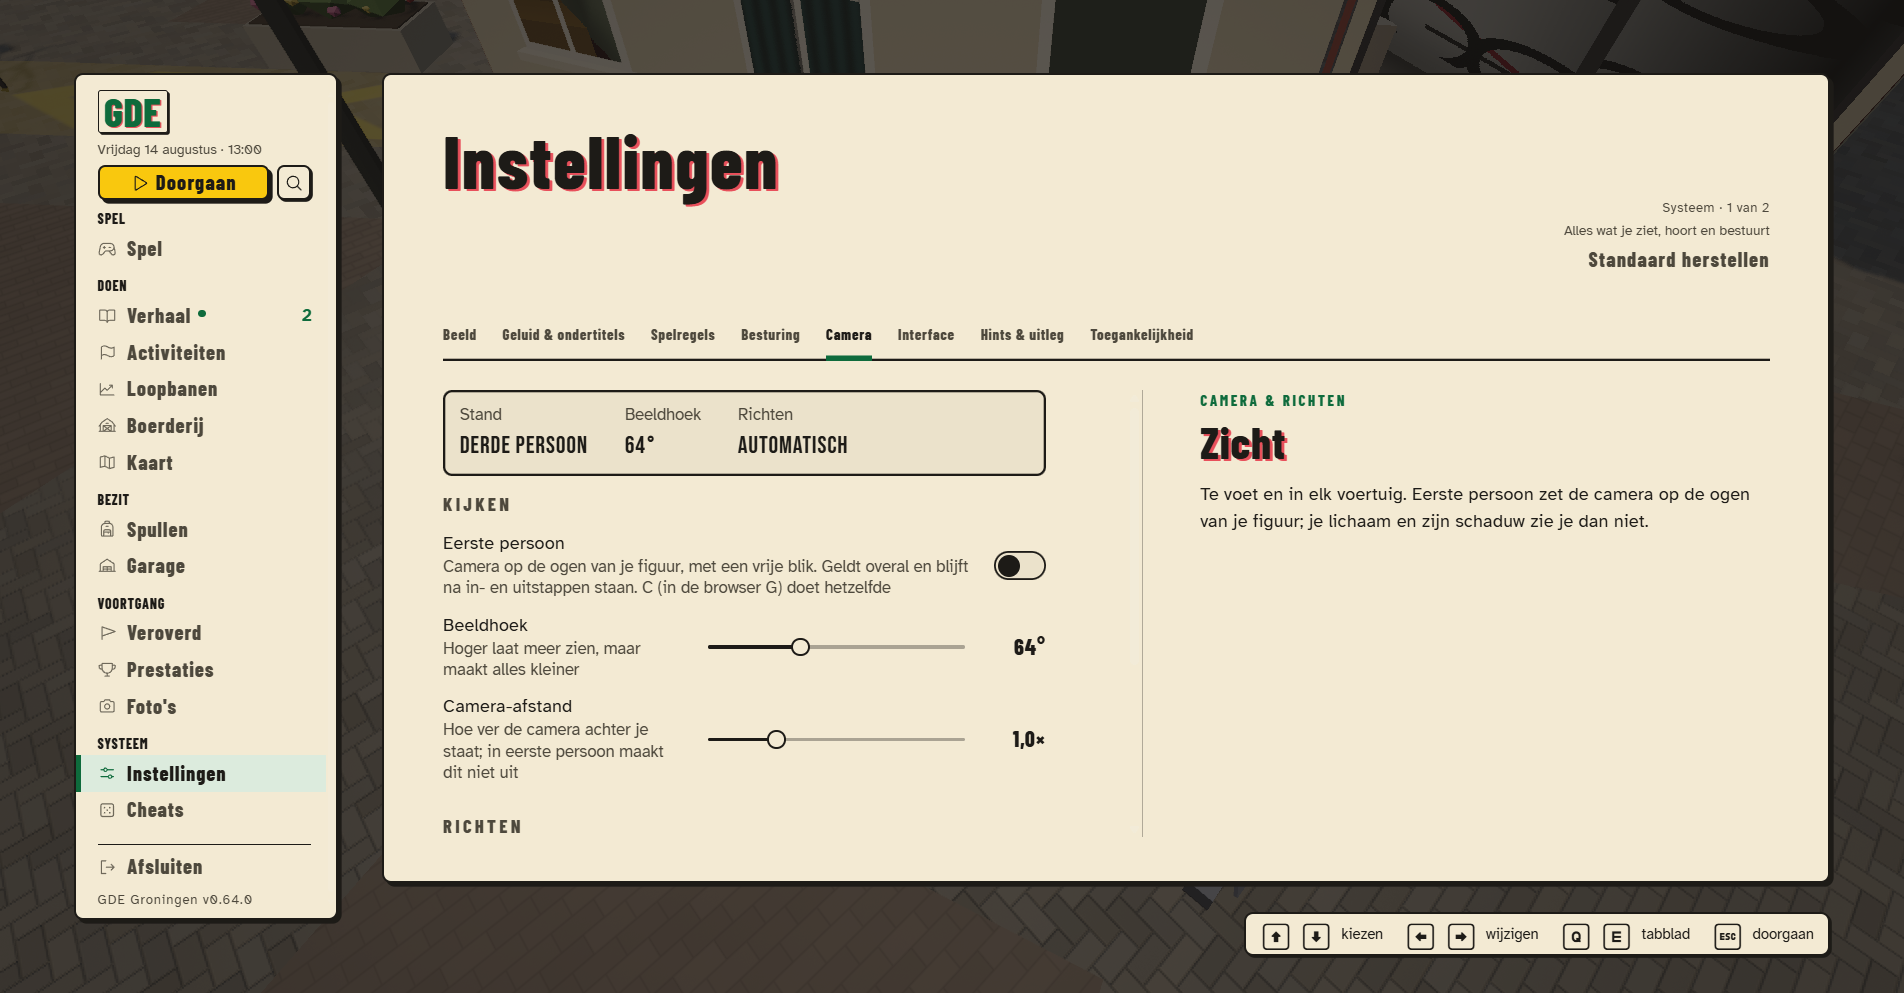 GDE
Vrijdag 14 augustus · 13:00
Doorgaan
SPEL
Spel
DOEN
Verhaal 2
Activiteiten
Loopbanen
Boerderij
Kaart
BEZIT
Spullen
Garage
VOORTGANG
Veroverd
Prestaties
Foto's
SYSTEEM
Instellingen
Cheats
Afsluiten
GDE Groningen v0.64.0
Instellingen
Systeem · 1 van 2
Alles wat je ziet, hoort en bestuurt
Standaard herstellen
Beeld Geluid & ondertitels Spelregels Besturing Camera Interface Hints & uitleg Toegankelijkheid
Stand Beeldhoek Richten
DERDE PERSOON 64° AUTOMATISCH
KIJKEN
Eerste persoon
Camera op de ogen van je figuur, met een vrije blik. Geldt overal en blijft
na in- en uitstappen staan. C (in de browser G) doet hetzelfde
Beeldhoek
Hoger laat meer zien, maar
maakt alles kleiner
64°
Camera-afstand
Hoe ver de camera achter je
staat; in eerste persoon maakt
dit niet uit
1,0×
RICHTEN
CAMERA & RICHTEN
Zicht
Te voet en in elk voertuig. Eerste persoon zet de camera op de ogen
van je figuur; je lichaam en zijn schaduw zie je dan niet.
kiezen wijzigen Q E tabblad ESC doorgaan